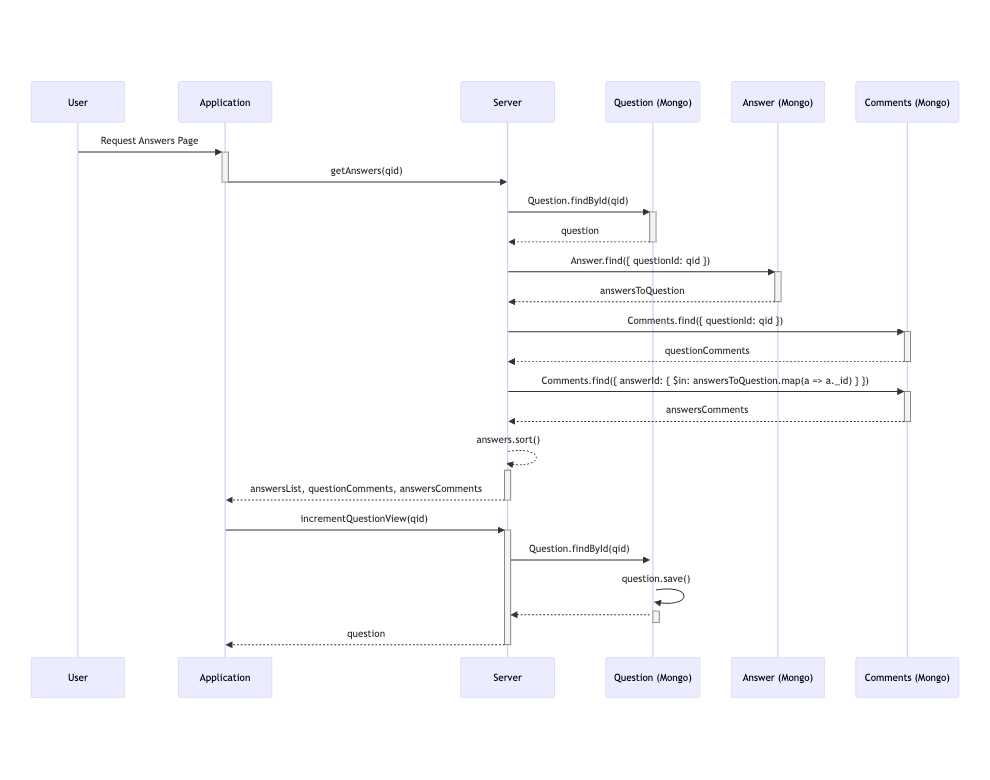 User
Application
Server
Question (Mongo)
Answer (Mongo)
Comments (Mongo)
Request Answers Page
getAnswers(qid)
Question.findById(qid)
question
Answer.find({ questionId: qid })
answersToQuestion
Comments.find({ questionId: qid })
questionComments
Comments.find({ answerId: { $in: answersToQuestion.map(a => a._id) } })
answersComments
answers.sort()
answersList, questionComments, answersComments
incrementQuestionView(qid)
Question.findById(qid)
question.save()
question
User
Application
Server
Question (Mongo)
Answer (Mongo)
Comments (Mongo)